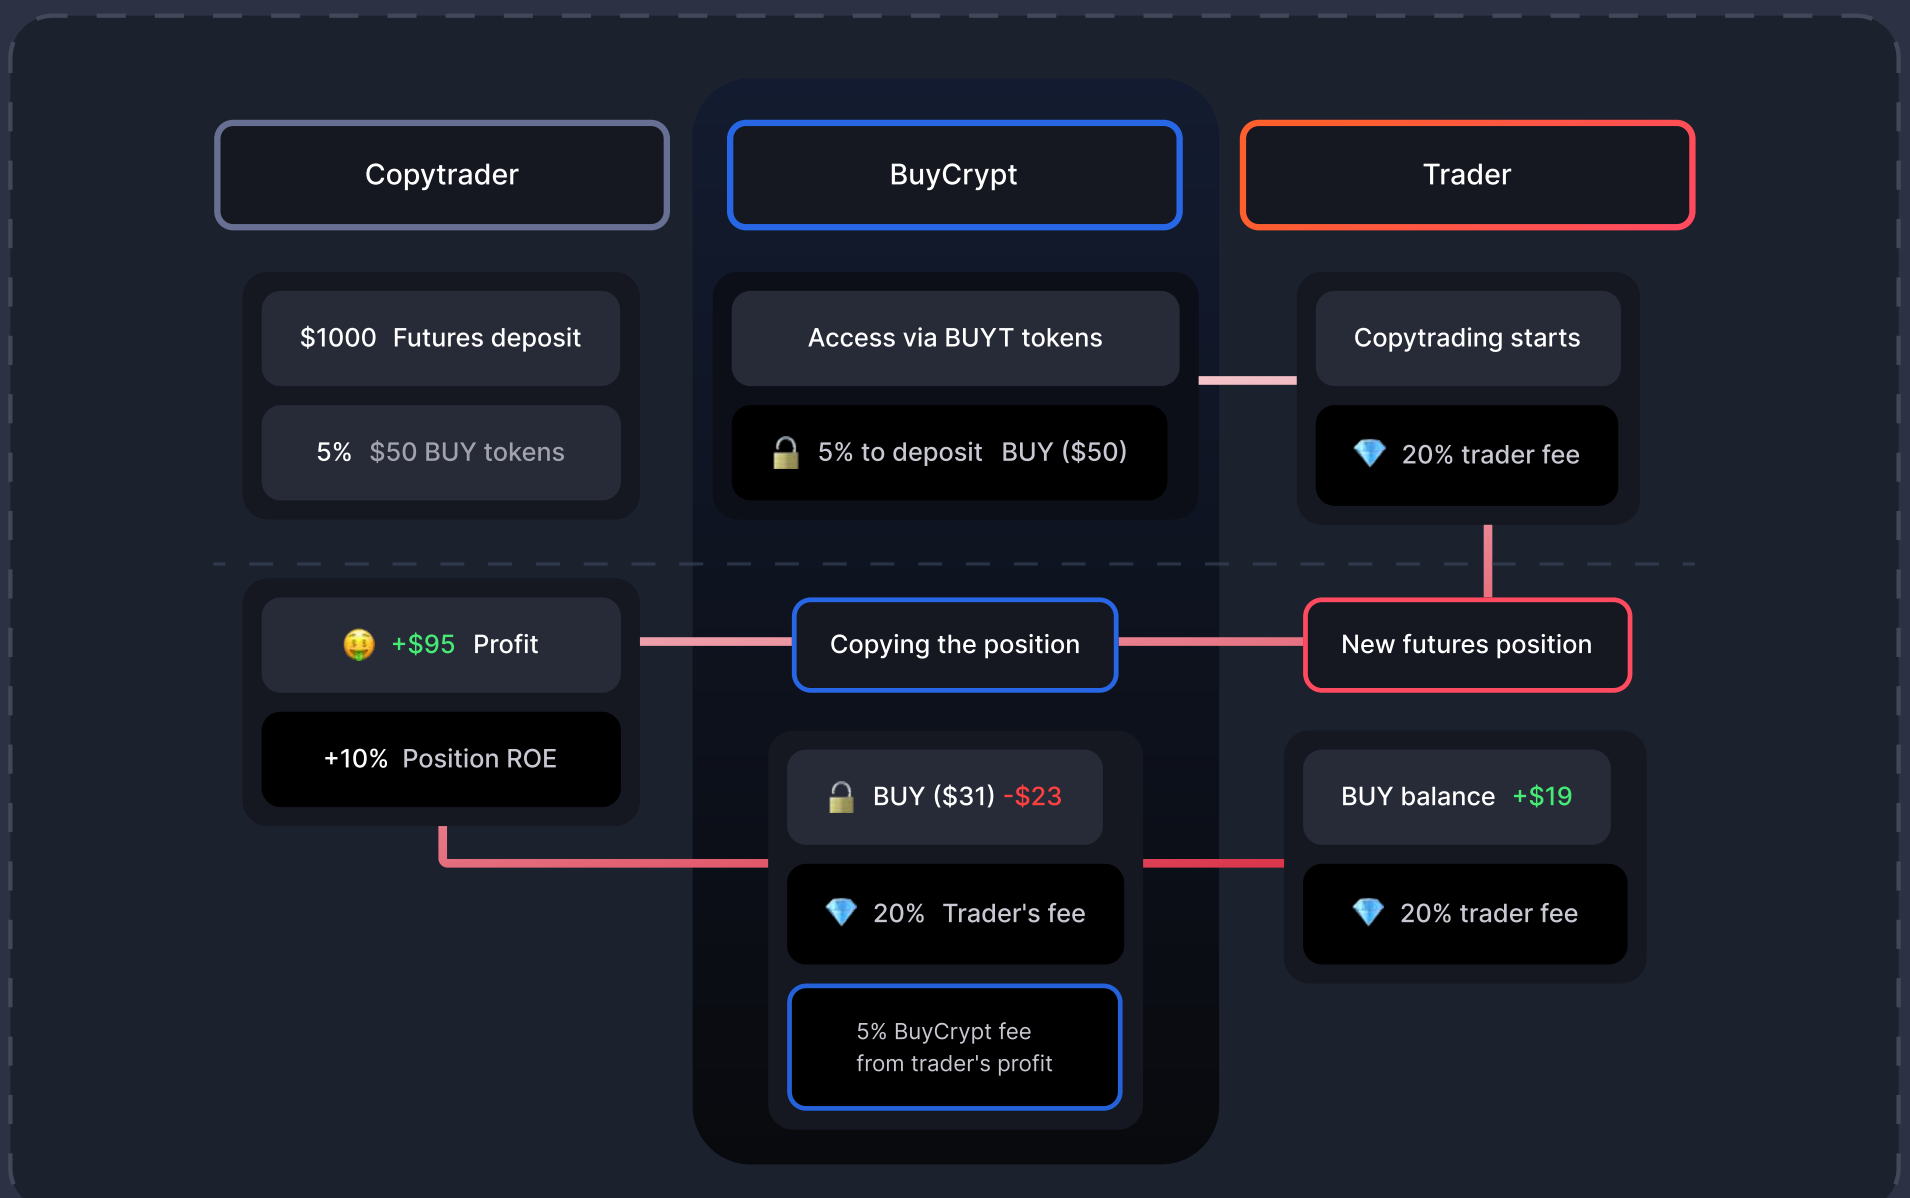 Copytrader
BuyCrypt
Trader
$1000 Futures deposit
5% $50 BUY tokens
Access via BUYT tokens
5% to deposit BUY ($50)
Copytrading starts
20% trader fee
+$95 Profit
+10% Position ROE
Copying the position
New futures position
BUY ($31) -$23
20% Trader's fee
5% BuyCrypt fee
from trader's profit
BUY balance +$19
20% trader fee